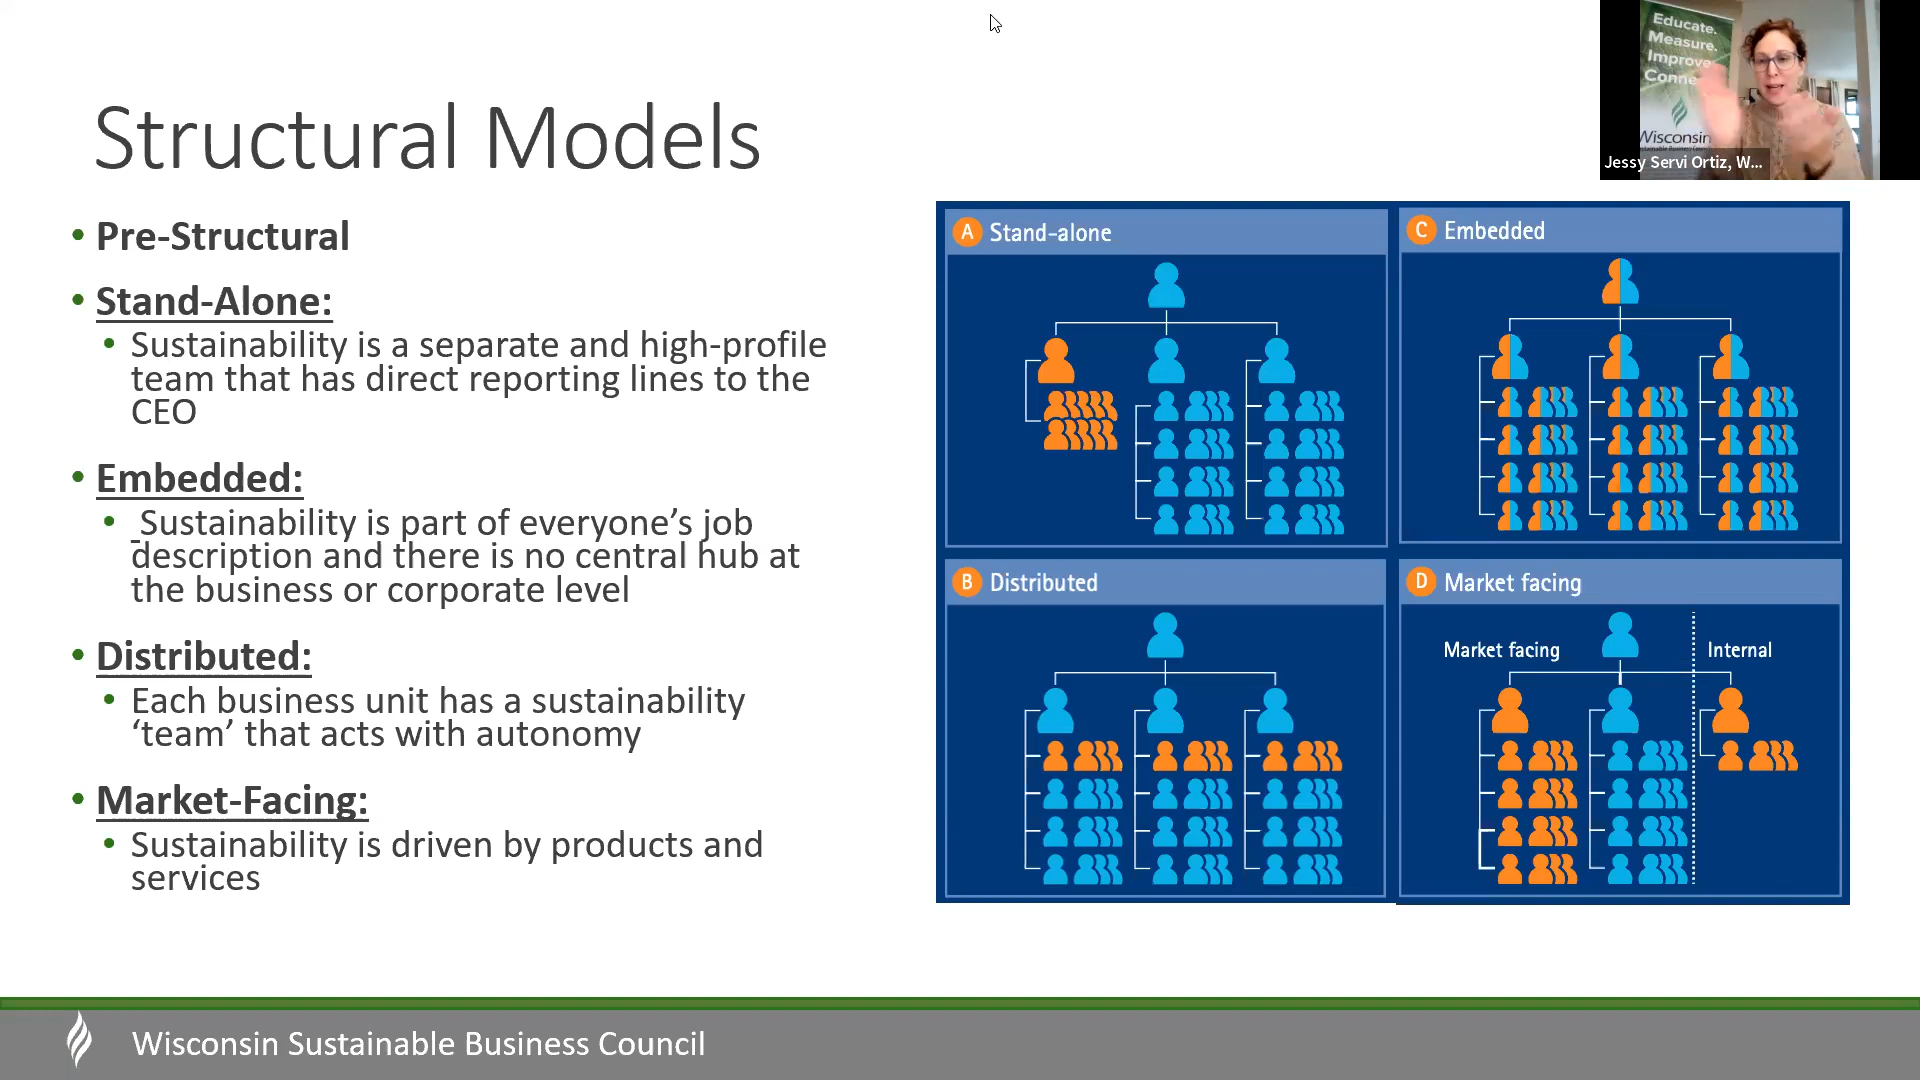 Structural Models
• Pre-Structural
• Stand-Alone:
• Sustainability is a separate and high-profile
team that has direct reporting lines to the
CEO
• Embedded:
• Sustainability is part of everyone’s job
description and there is no central hub at
the business or corporate level
• Distributed:
• Each business unit has a sustainability
‘team’ that acts with autonomy
• Market-Facing:
• Sustainability is driven by products and
services
A Stand-alone
C Embedded
B Distributed
D Market facing
Market facing
Internal
Educate.
Measure.
Improve
Conne
Wisconsin
Jessy Servi Ortiz, W...
Wisconsin Sustainable Business Council